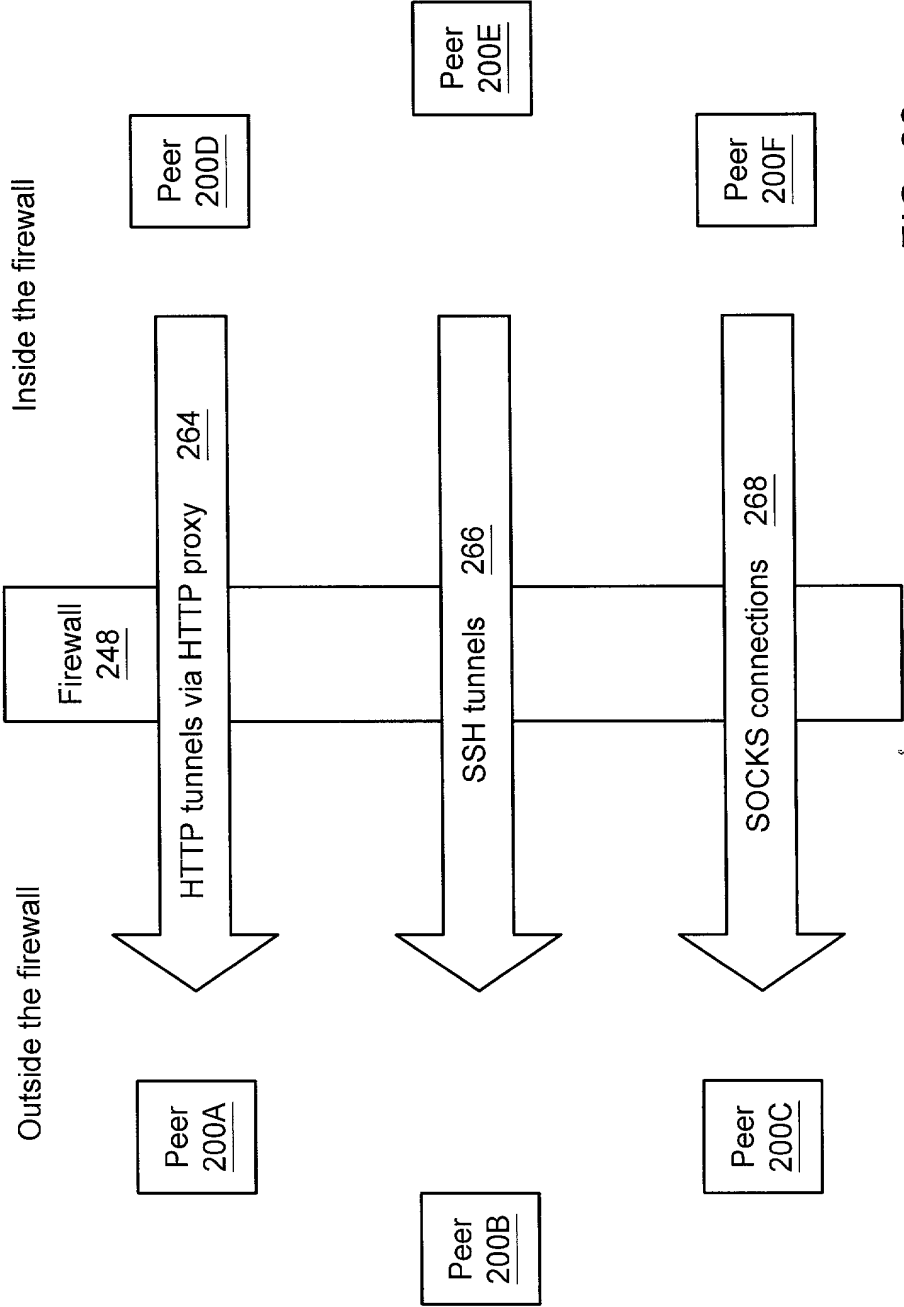 Outside the firewall
Inside the firewall
Firewall
248
Peer
200A
HTTP tunnels via HTTP proxy 264
Peer
200D
Peer
200B
SSH tunnels 266
Peer
200E
Peer
200C
SOCKS connections 268
Peer
200F